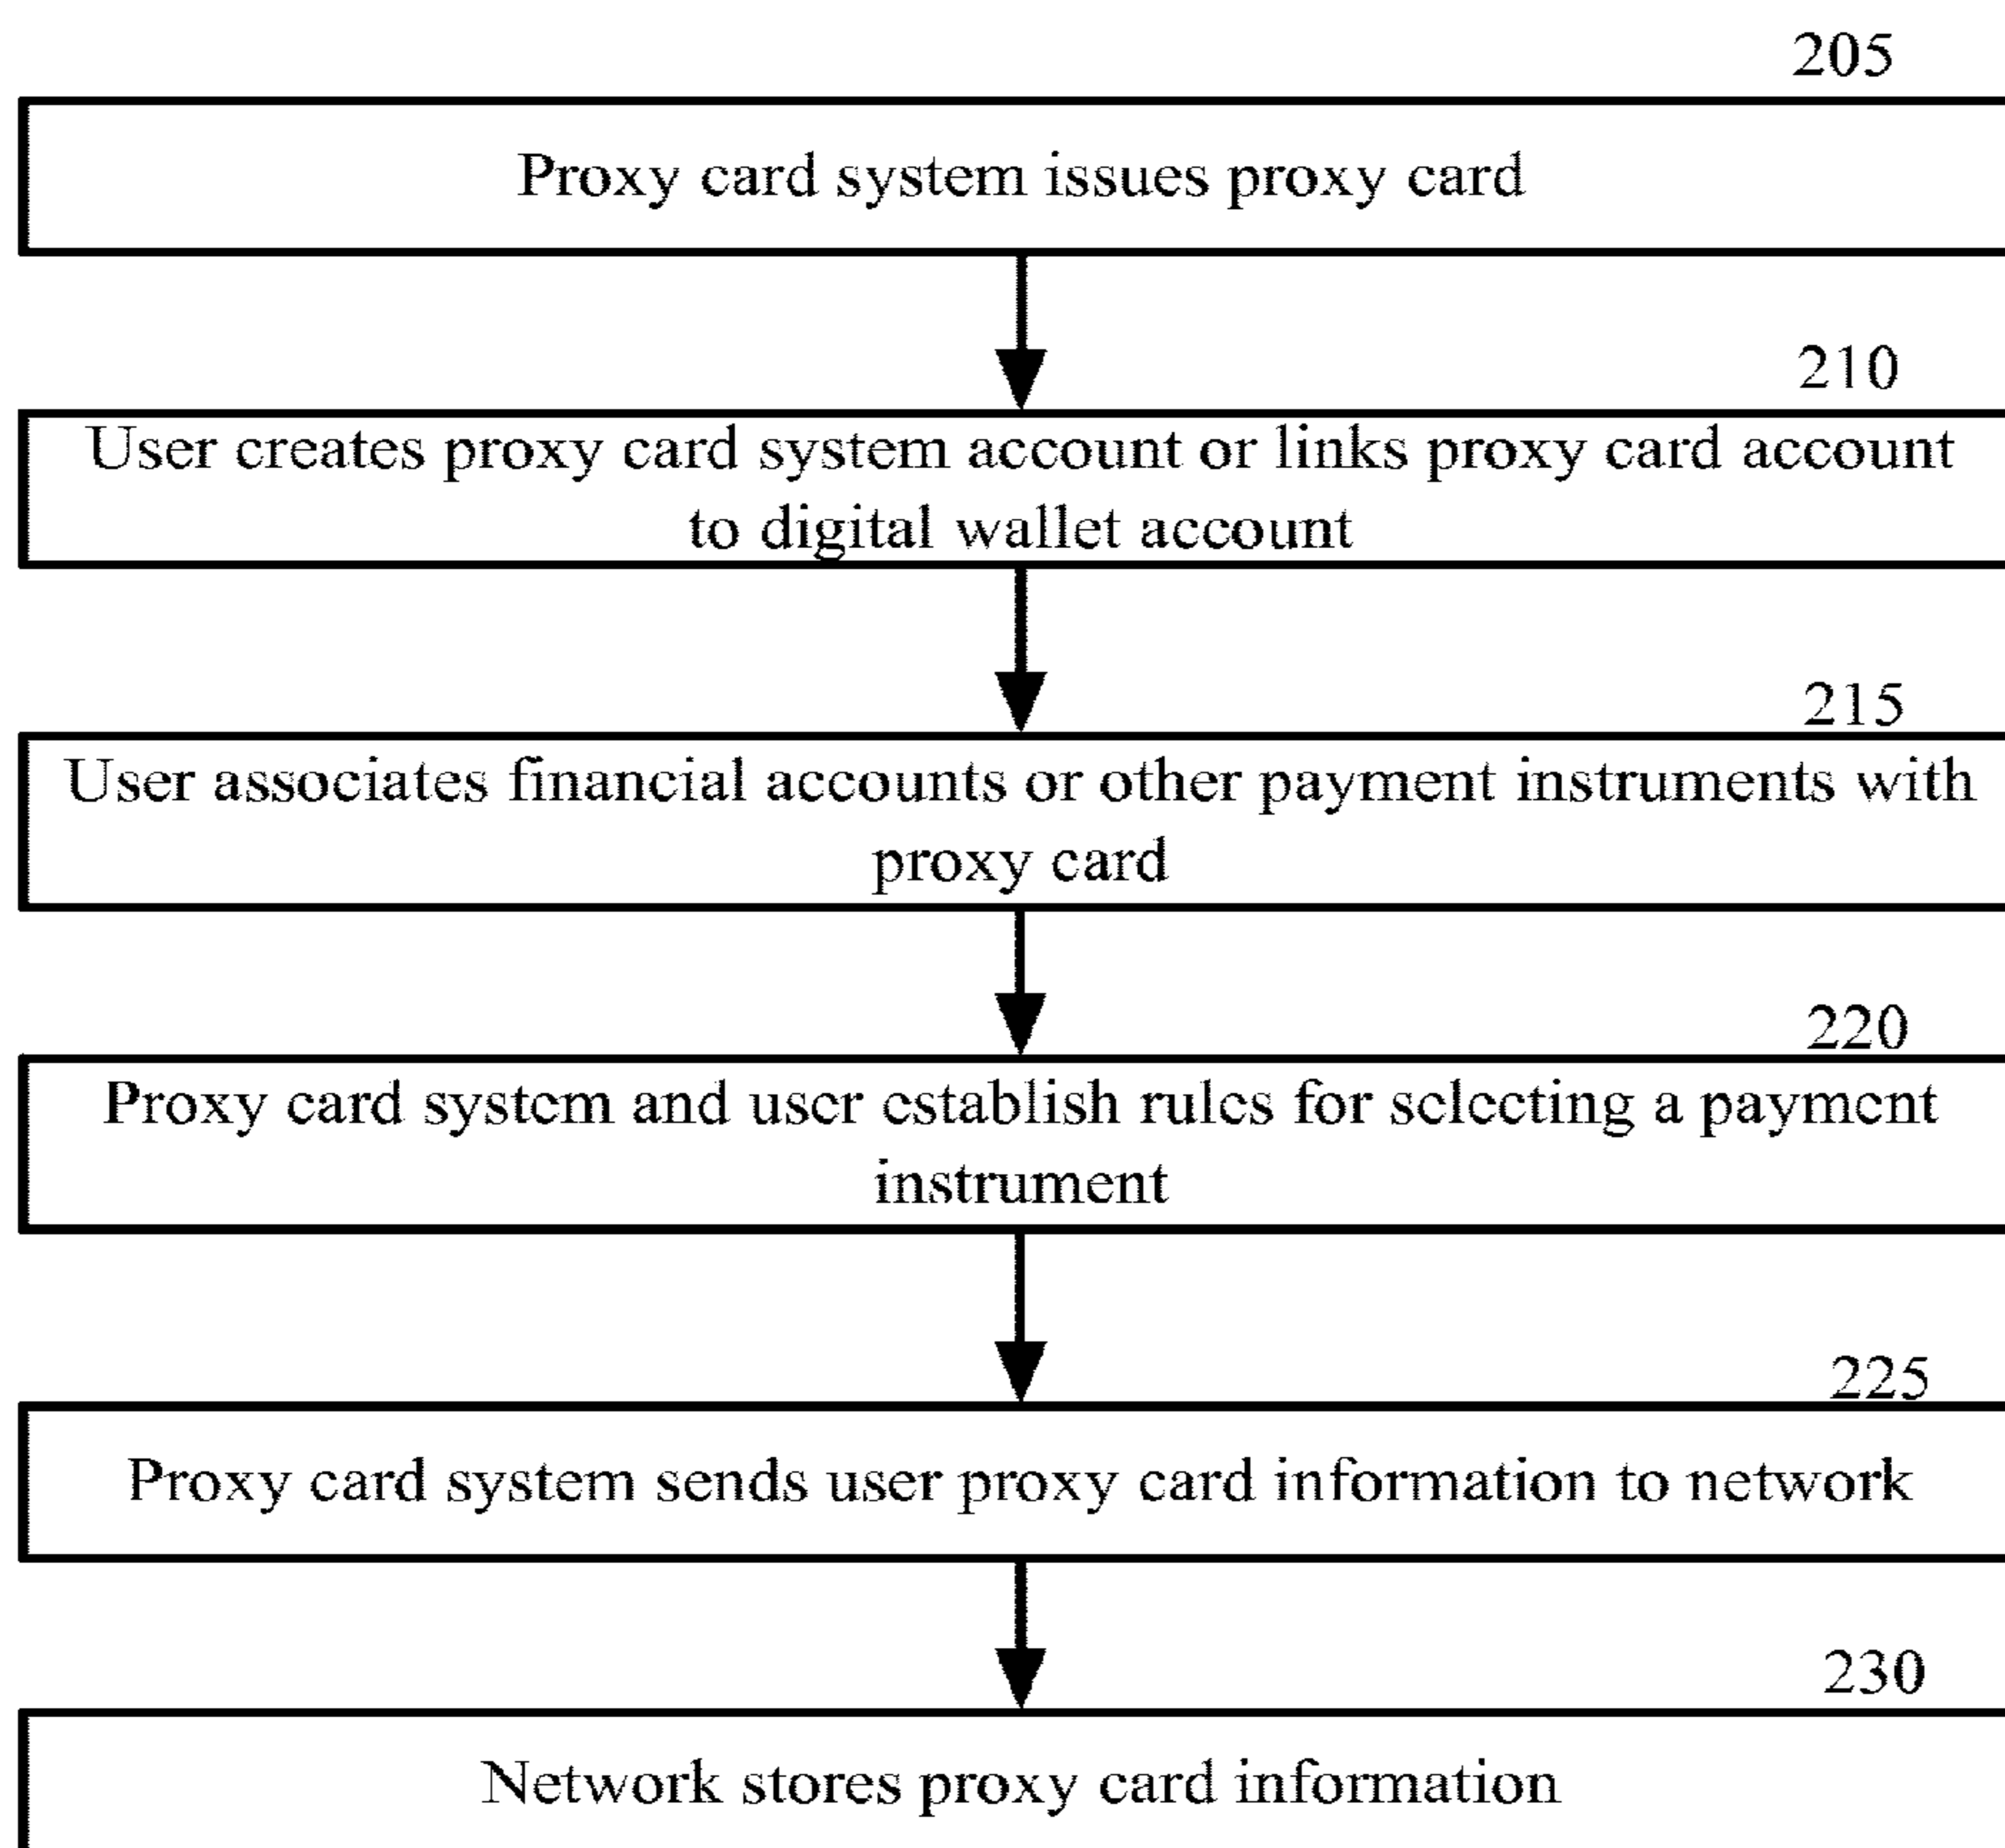 205
Proxy card system issues proxy card
210
User creates proxy card system account or links proxy card account
to digital wallet account
215
User associates financial accounts or other payment instruments with
proxy card
220
Proxy card system and user establish rules for selecting a payment
instrument
225
Proxy card system sends user proxy card information to network
230
Network stores proxy card information